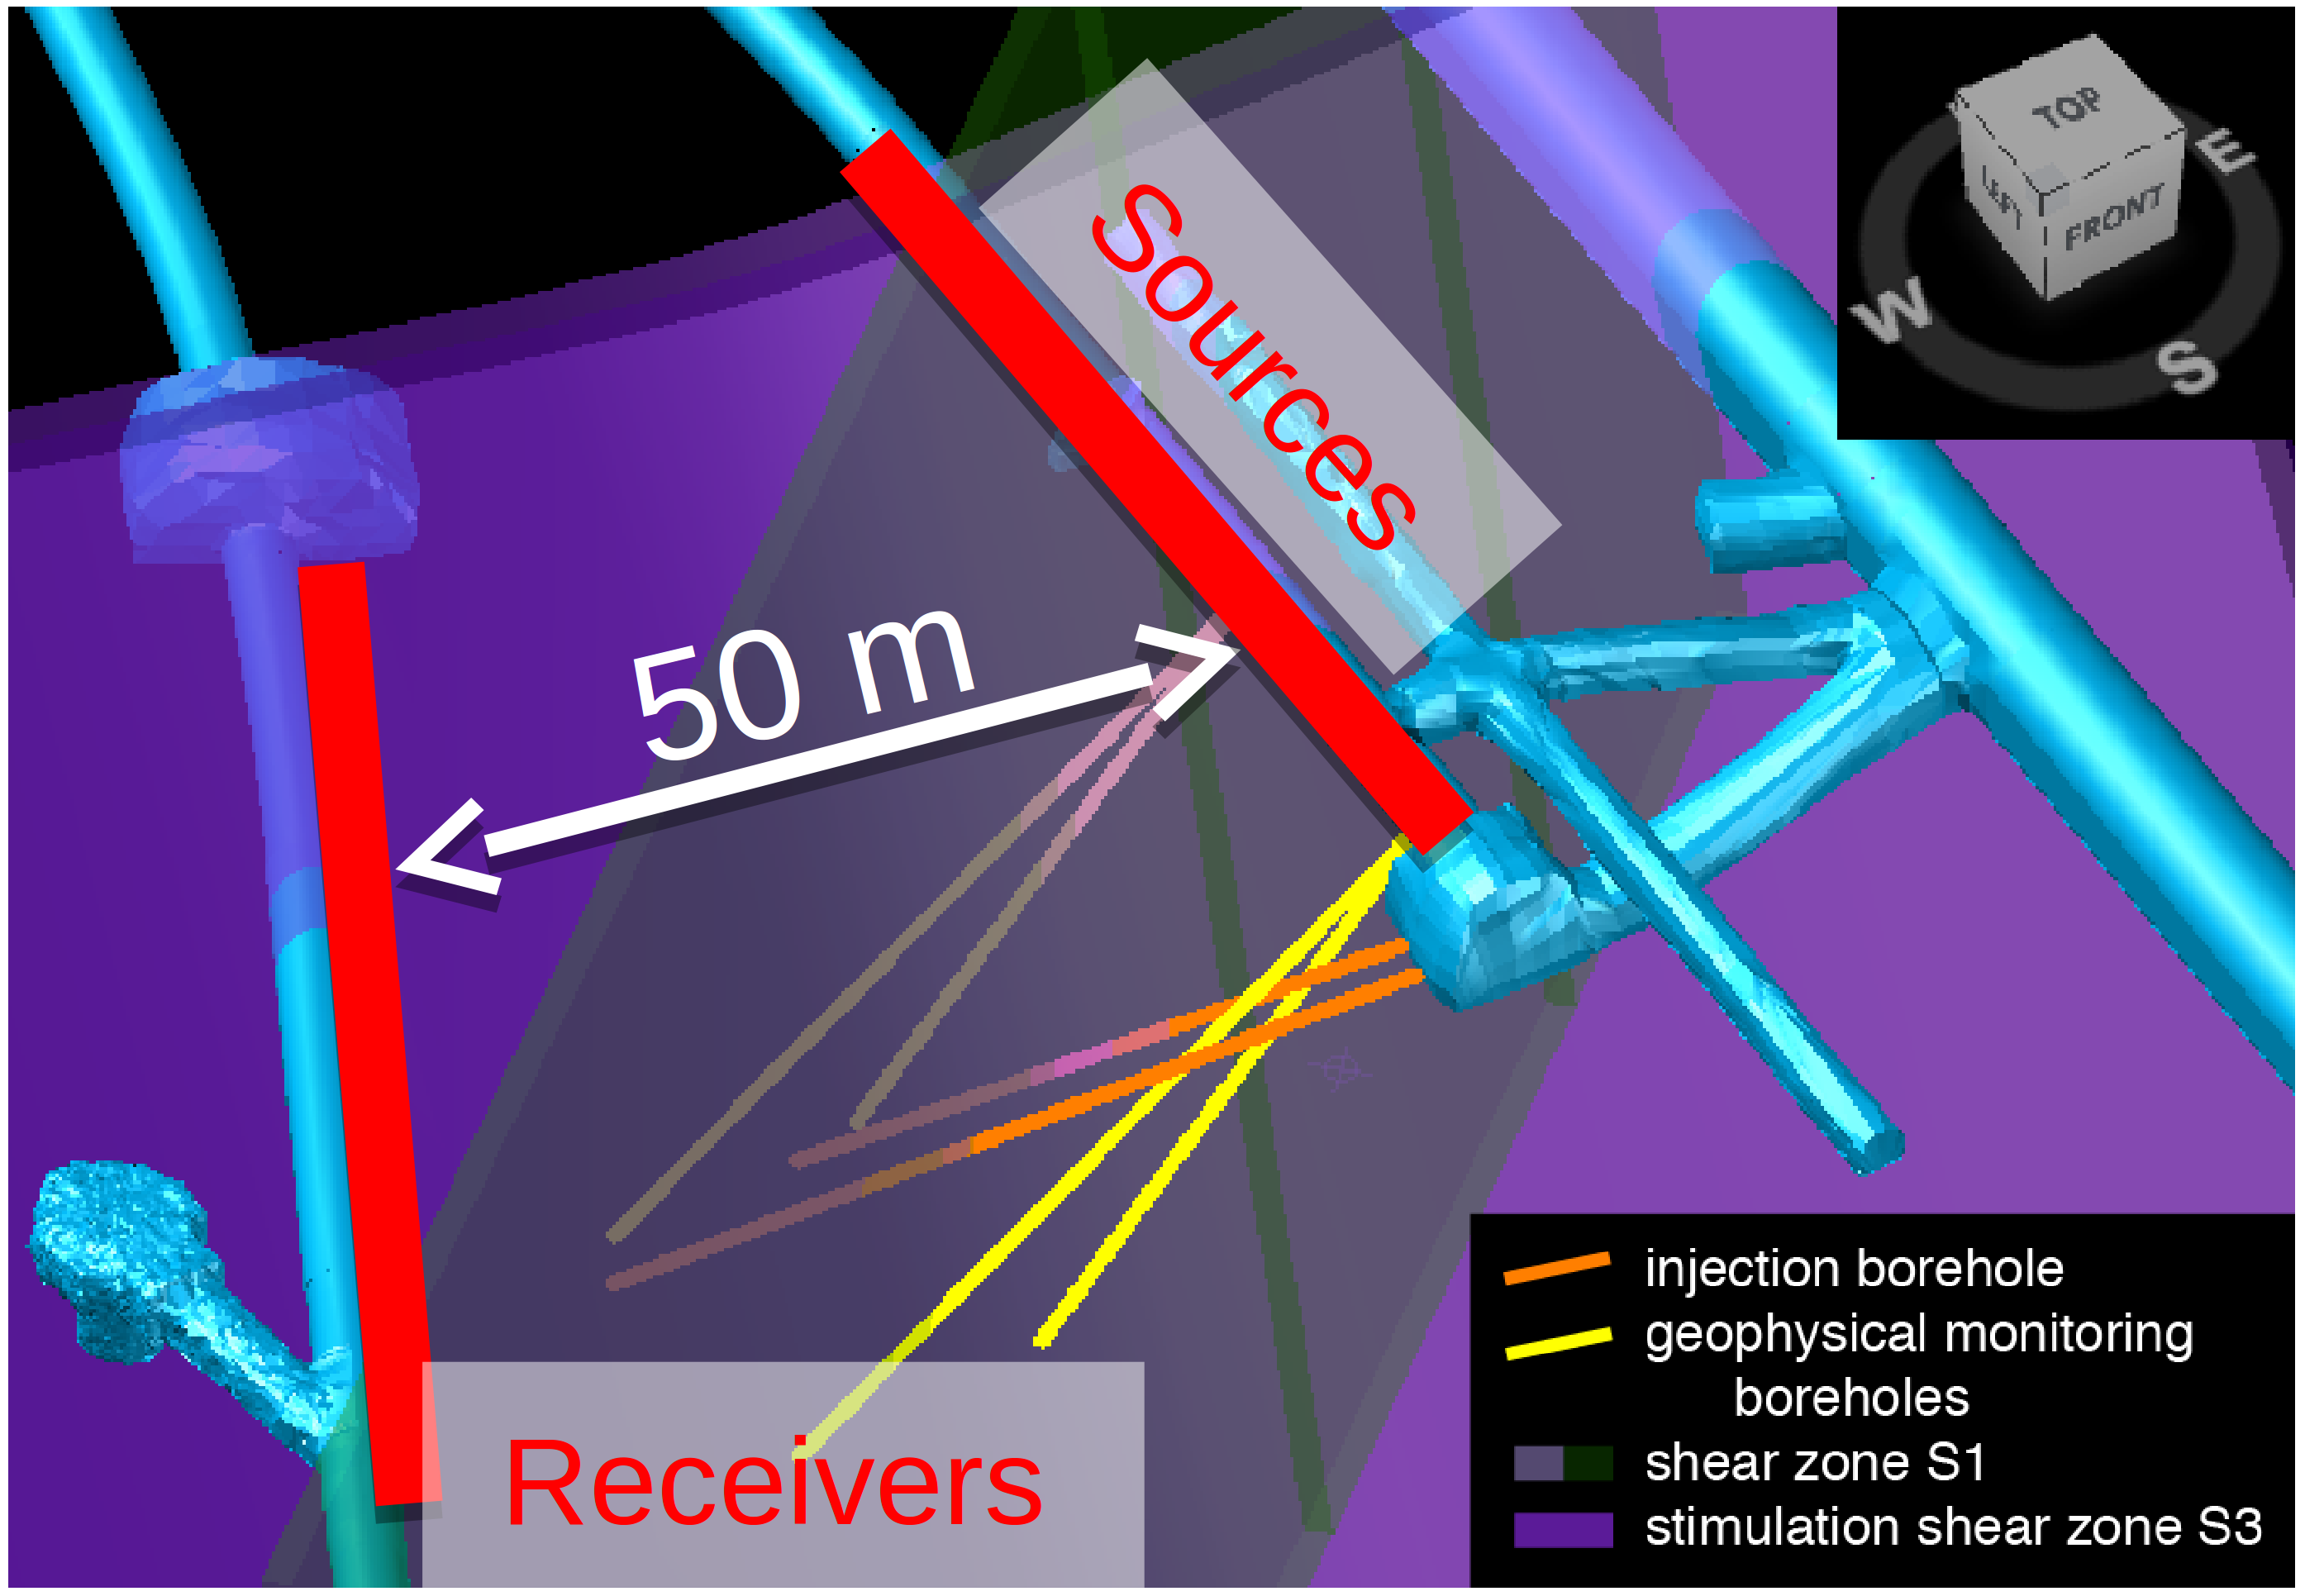 TOP
LEFT
FRONT
E
W
S
Sources
50 m
Receivers
injection borehole
geophysical monitoring
boreholes
shear zone S1
stimulation shear zone S3